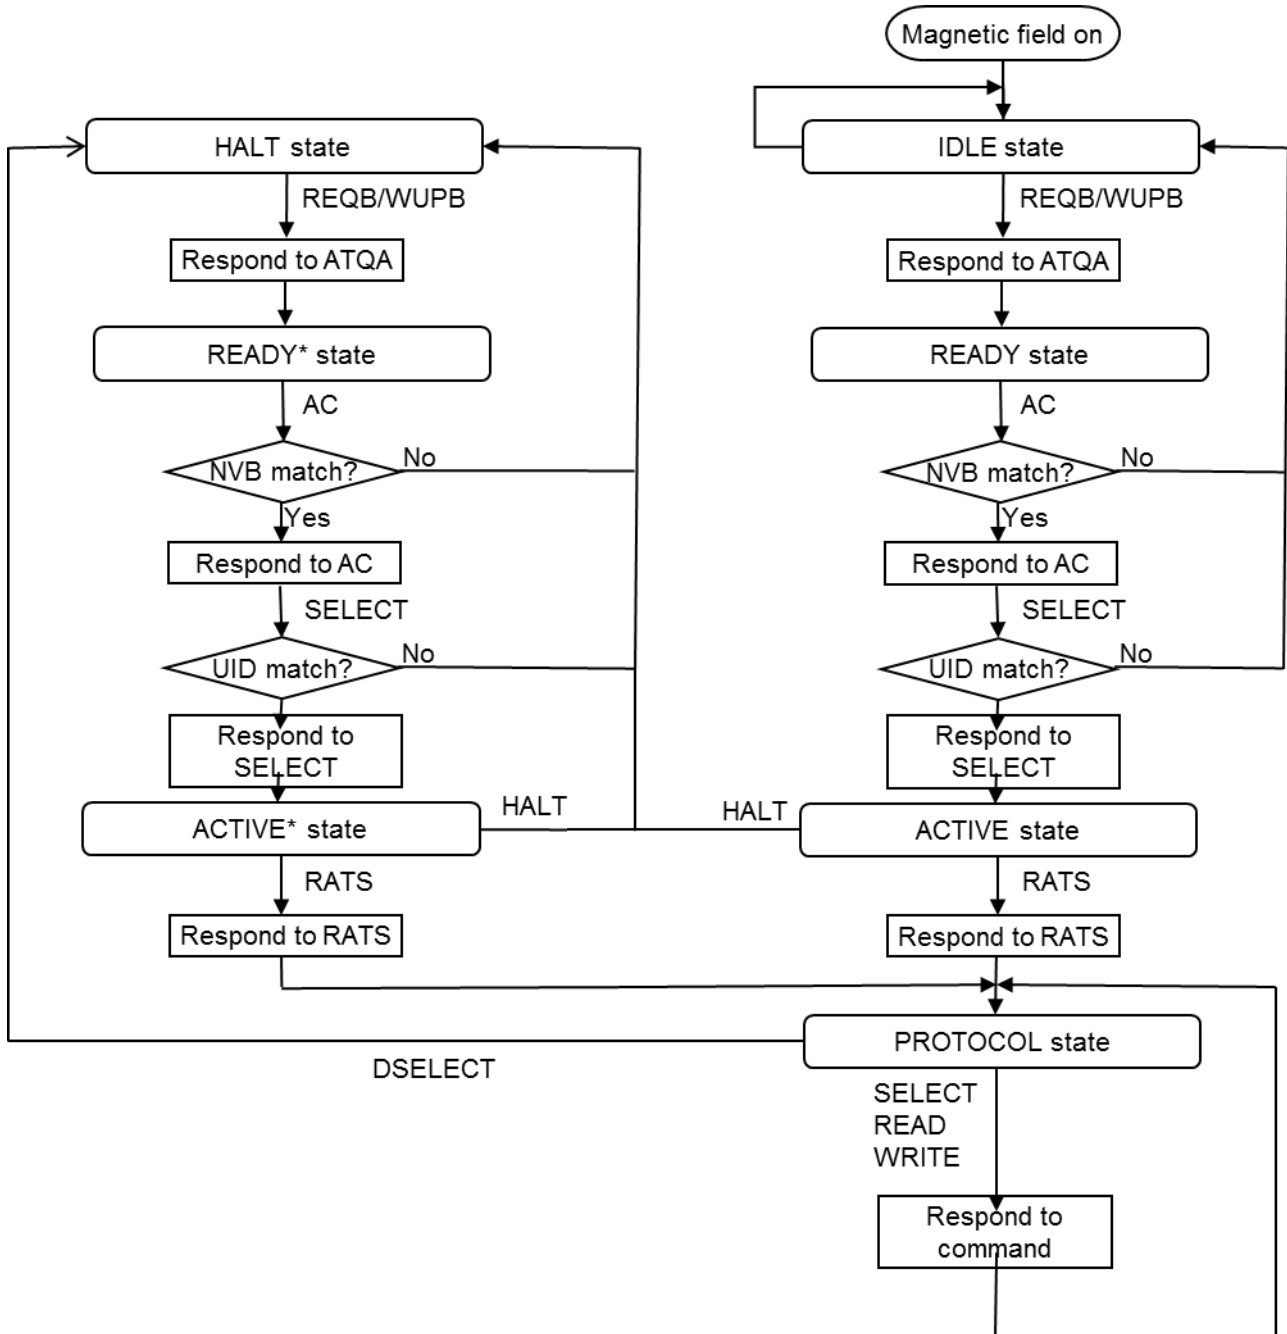 Magnetic field on
HALT state
IDLE state
REQB/WUPB
REQB/WUPB
Respond to ATQA
Respond to ATQA
READY* state
READY state
AC
AC
NVB match?
No
NVB match?
No
Yes
Yes
Respond to AC
Respond to AC
SELECT
SELECT
UID match?
No
UID match?
No
Respond to
SELECT
Respond to
SELECT
ACTIVE* state
HALT
HALT
ACTIVE state
RATS
RATS
Respond to RATS
Respond to RATS
PROTOCOL state
DSELECT
SELECT
READ
WRITE
Respond to
command